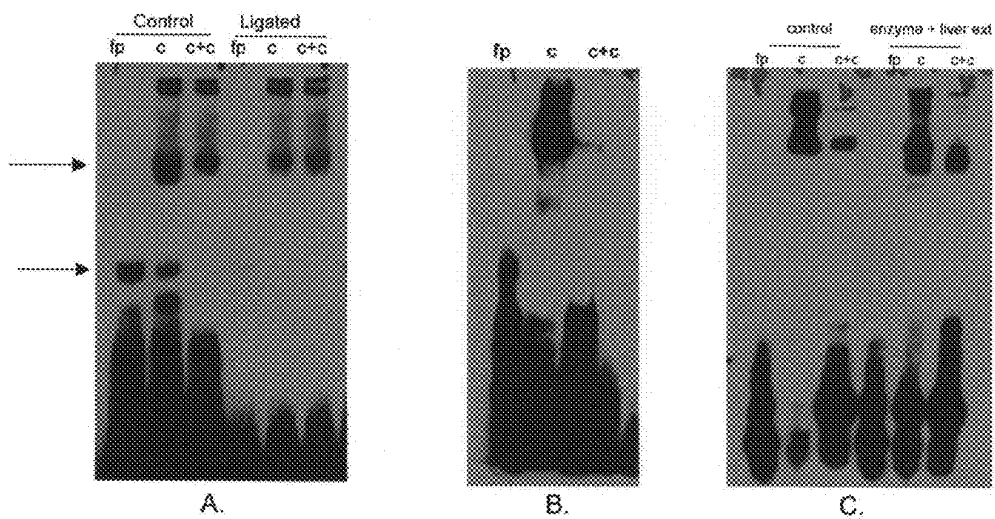 Control Ligated
fp c c+c fp c c+c
fp c c+c
control enzyme + liver ext
fp c c+c fp c c+c
A. B. C.